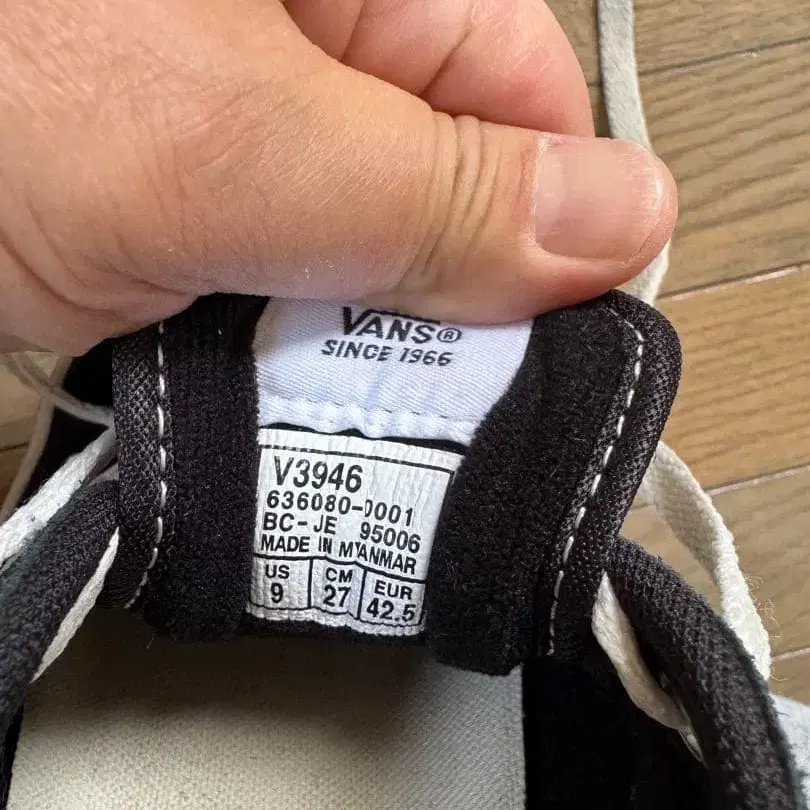 VANS®
SINCE 1966
V3946
636080-0001
BC-JE 95006
MADE IN MYANMAR
US CM EUR
9 27 42.5